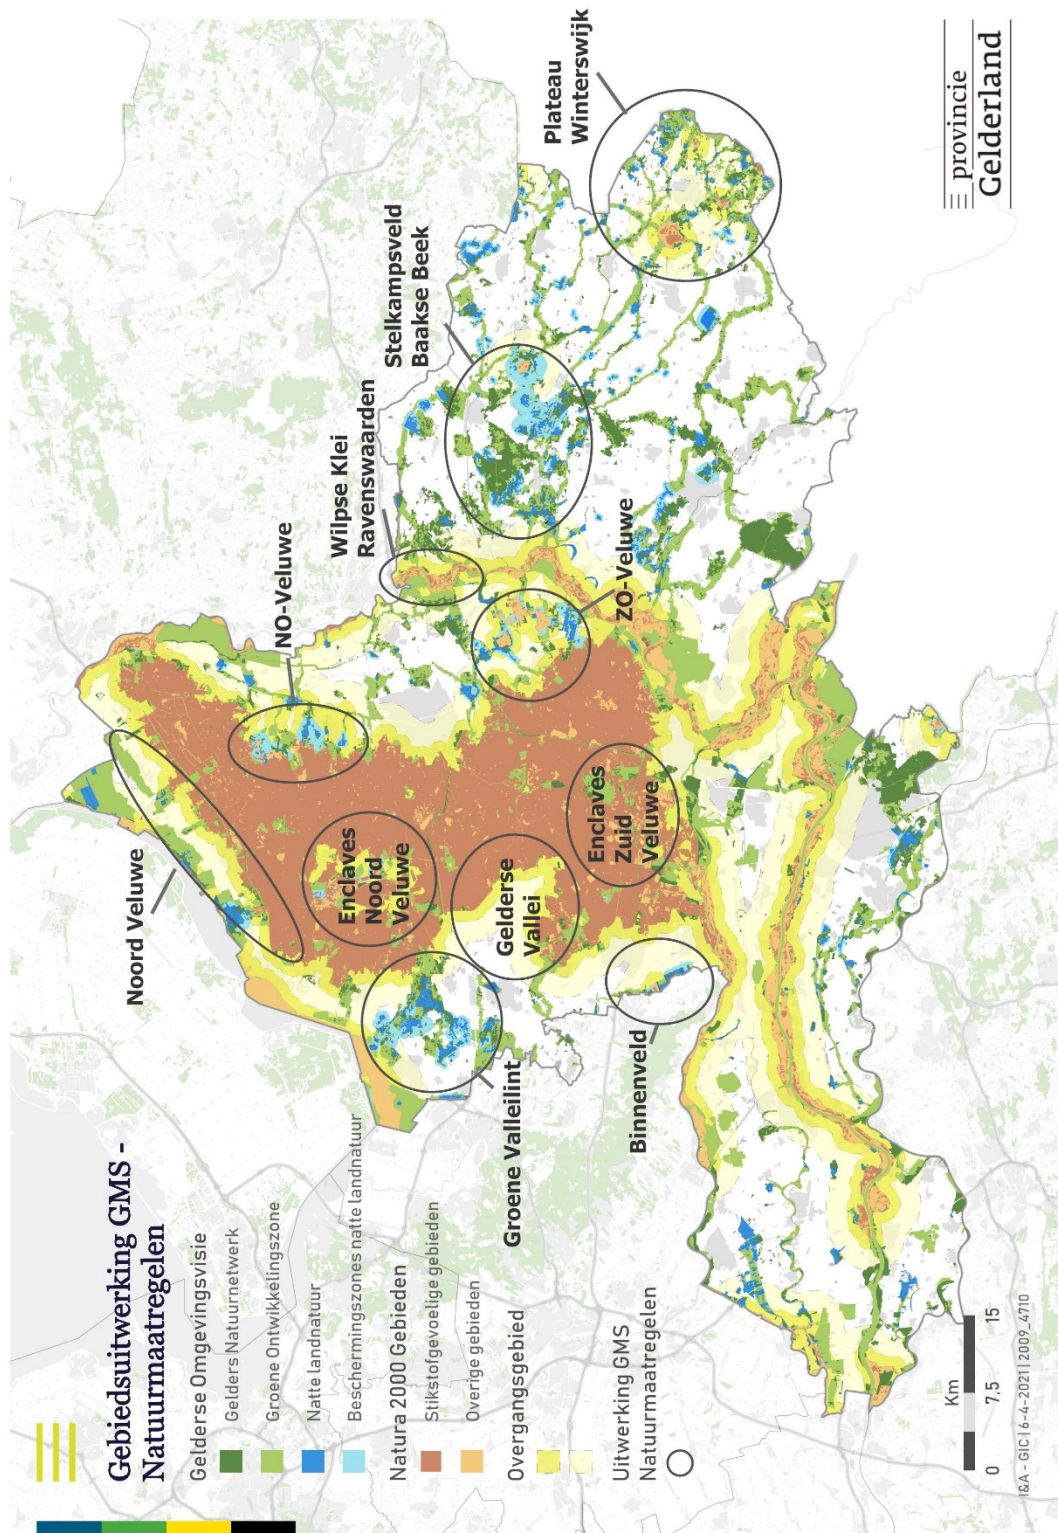 Gebiedsuitwerking GMS -
Natuurmaatregelen
Gelderse Omgevingsvisie
Gelders Natuurnetwerk
Groene Ontwikkelingszone
Natte landnatuur
Beschermingszones natte landnatuur
Natura 2000 Gebieden
Stikstofgevoelige gebieden
Overige gebieden
Overgangsgebied
Uitwerking GMS
Natuurmaatregelen
Km
0 7,5 15
I&A - GIC | 6-4-2021 | 2009_4710
Noord Veluwe
NO-Veluwe
Wilpse Klei
Ravenswaarden
Stelkampsveld
Baakse Beek
Plateau
Winterswijk
Enclaves
Noord
Veluwe
Gelderse
Vallei
Enclaves
Zuid
Veluwe
ZO-Veluwe
Groene Valleilint
Binnenveld
provincie
Gelderland